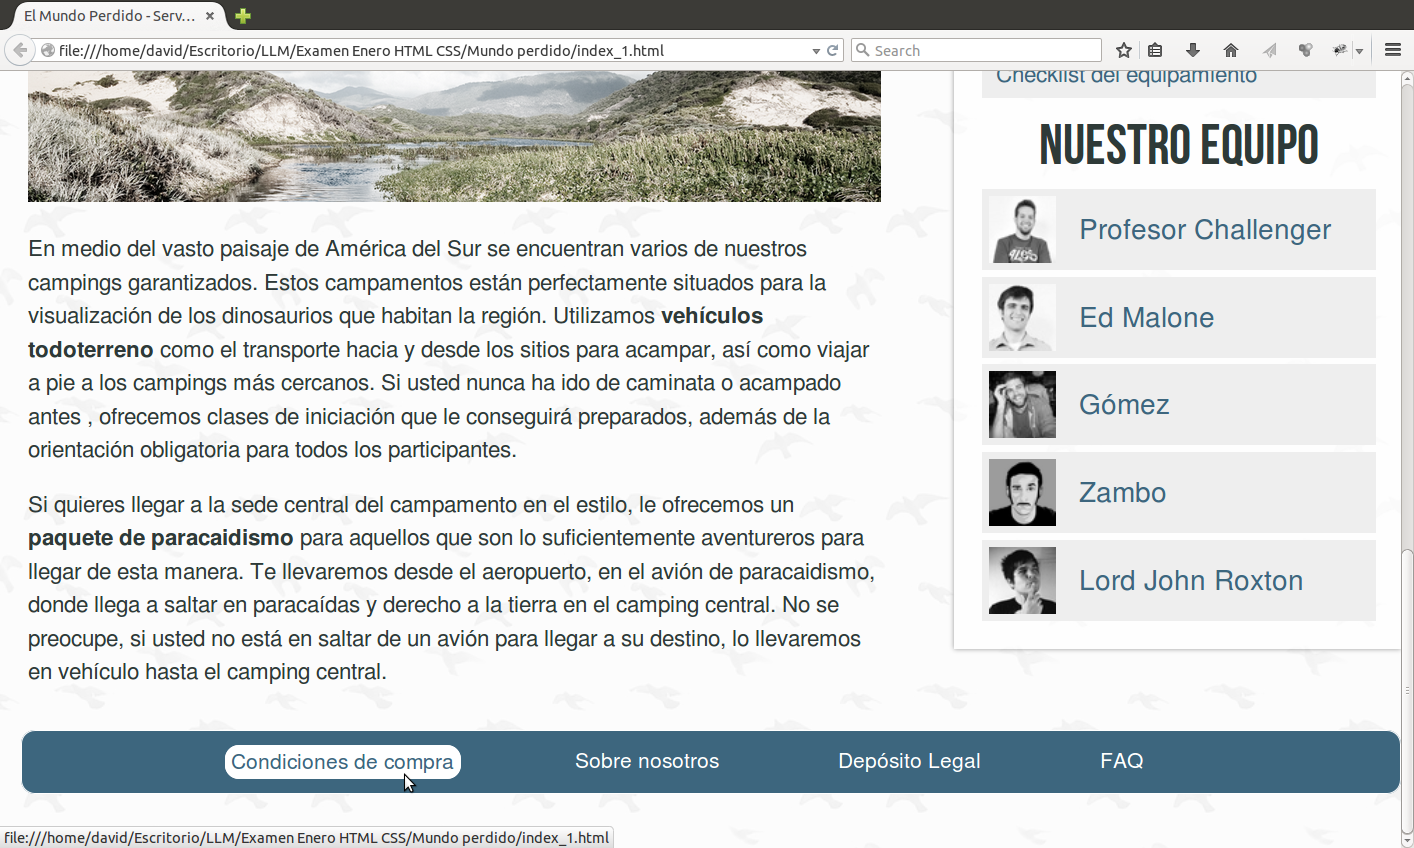 El Mundo Perdido - Serv...
file:///home/david/Escritorio/LLM/Examen Enero HTML CSS/Mundo perdido/index_1.html
Search
En medio del vasto paisaje de América del Sur se encuentran varios de nuestros
campings garantizados. Estos campamentos están perfectamente situados para la
visualización de los dinosaurios que habitan la región. Utilizamos vehículos
todoterreno como el transporte hacia y desde los sitios para acampar, así como viajar
a pie a los campings más cercanos. Si usted nunca ha ido de caminata o acampado
antes , ofrecemos clases de iniciación que le conseguirá preparados, además de la
orientación obligatoria para todos los participantes.
Si quieres llegar a la sede central del campamento en el estilo, le ofrecemos un
paquete de paracaidismo para aquellos que son lo suficientemente aventureros para
llegar de esta manera. Te llevaremos desde el aeropuerto, en el avión de paracaidismo,
donde llega a saltar en paracaídas y derecho a la tierra en el camping central. No se
preocupe, si usted no está en saltar de un avión para llegar a su destino, lo llevaremos
en vehículo hasta el camping central.
Checklist del equipamiento
NUESTRO EQUIPO
Profesor Challenger
Ed Malone
Gómez
Zambo
Lord John Roxton
Condiciones de compra
Sobre nosotros
Depósito Legal
FAQ
file:///home/david/Escritorio/LLM/Examen Enero HTML CSS/Mundo perdido/index_1.html